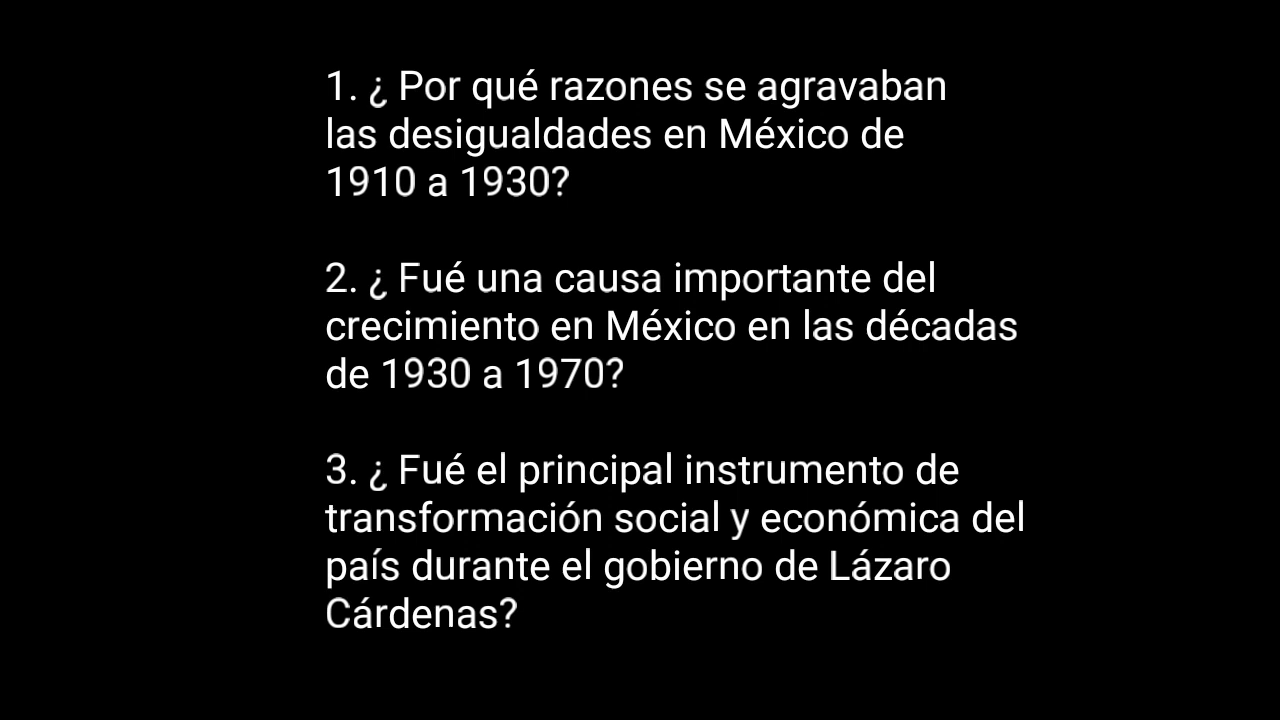 1. ¿ Por qué razones se agravaban
las desigualdades en México de
1910 a 1930?
2. ¿ Fué una causa importante del
crecimiento en México en las décadas
de 1930 a 1970?
3. ¿ Fué el principal instrumento de
transformación social y económica del
país durante el gobierno de Lázaro
Cárdenas?